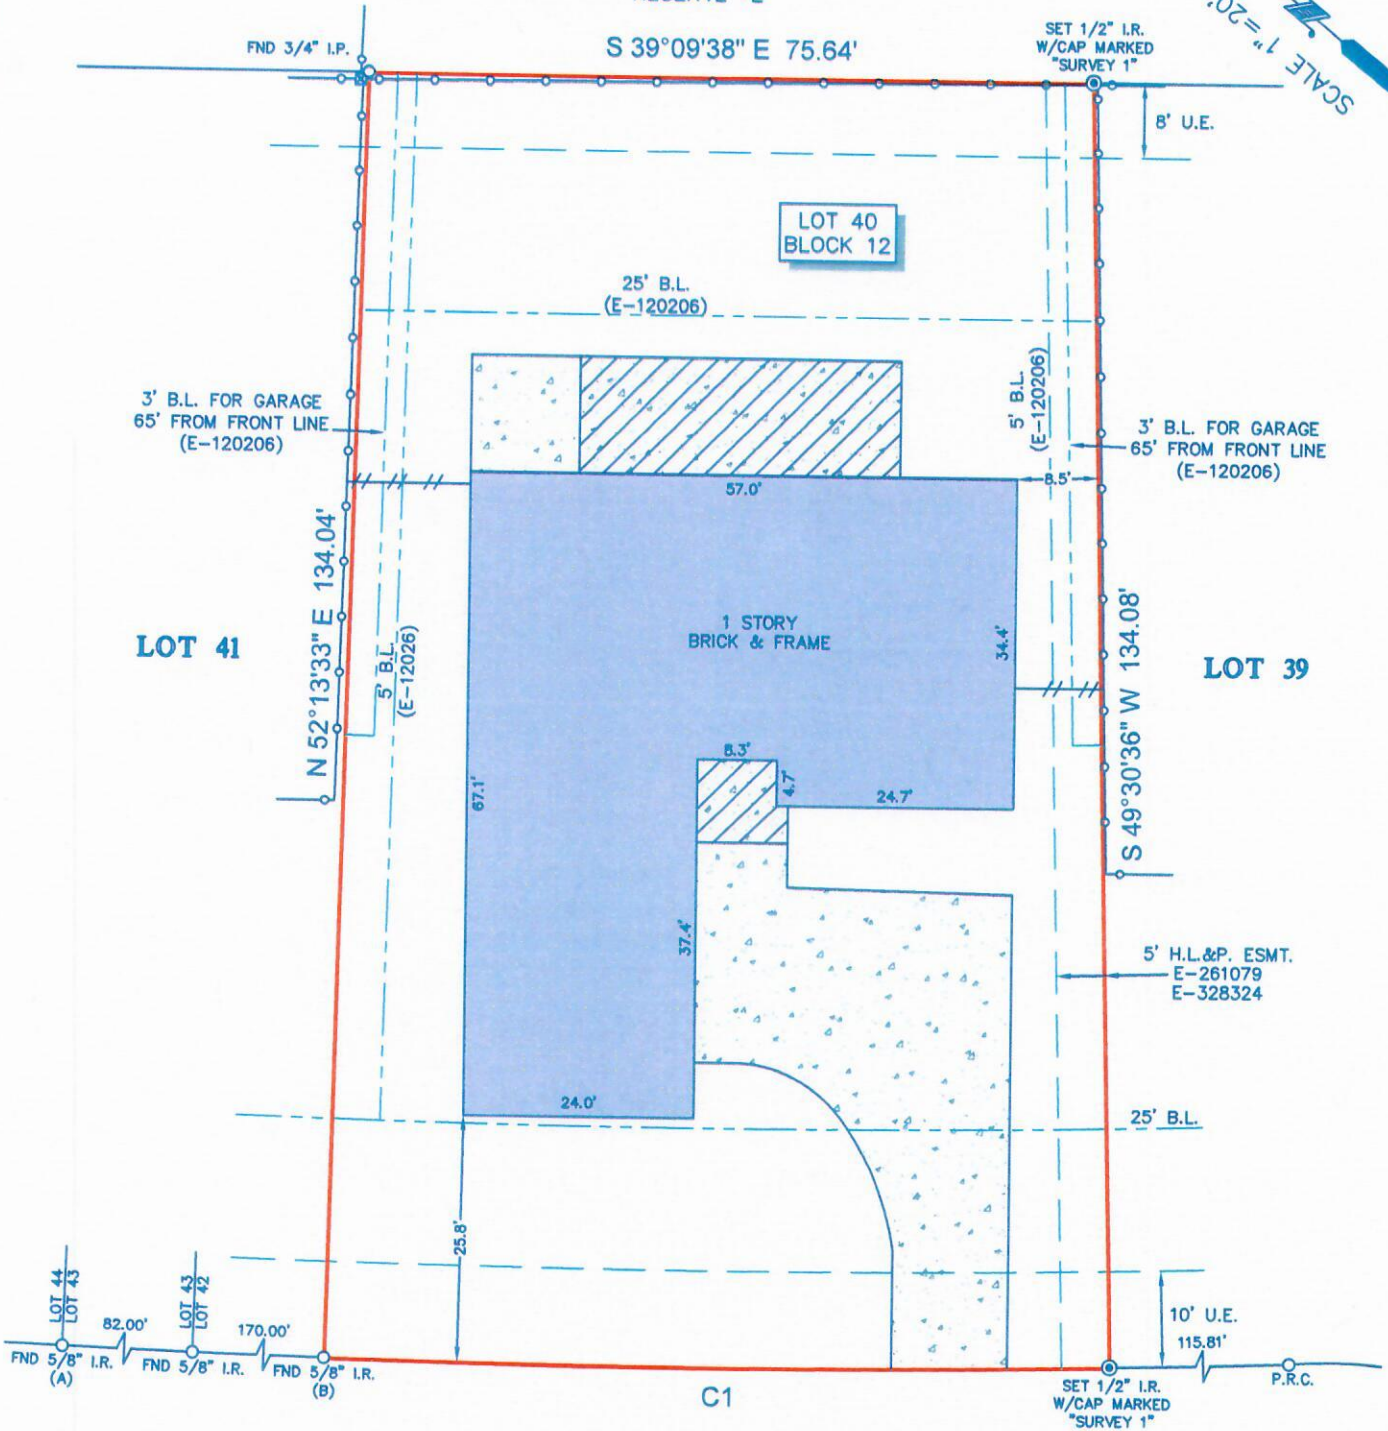 FND 3/4" I.P.
S 39°09'38" E 75.64'
SET 1/2" I.R.
W/CAP MARKED
"SURVEY 1"
SCALE 1"=20'
8' U.E.
LOT 40
BLOCK 12
25' B.L.
(E-120206)
3' B.L. FOR GARAGE
65' FROM FRONT LINE
(E-120206)
5' B.L.
(E-120206)
3' B.L. FOR GARAGE
65' FROM FRONT LINE
(E-120206)
57.0'
8.5'
N 52°13'33" E 134.04'
LOT 41
5' B.L.
(E-12026)
1 STORY
BRICK & FRAME
34.4'
S 49°30'36" W 134.08'
LOT 39
67.1'
8.3'
4.7'
24.7'
37.4'
5' H.L.&P. ESMT.
E-261079
E-328324
24.0'
25' B.L.
25.8'
LOT 44
LOT 43
LOT 43
LOT 42
82.00'
170.00'
10' U.E.
115.81'
FND 5/8" I.R.
(A)
FND 5/8" I.R.
FND 5/8" I.R.
(B)
C1
SET 1/2" I.R.
W/CAP MARKED
"SURVEY 1"
P.R.C.